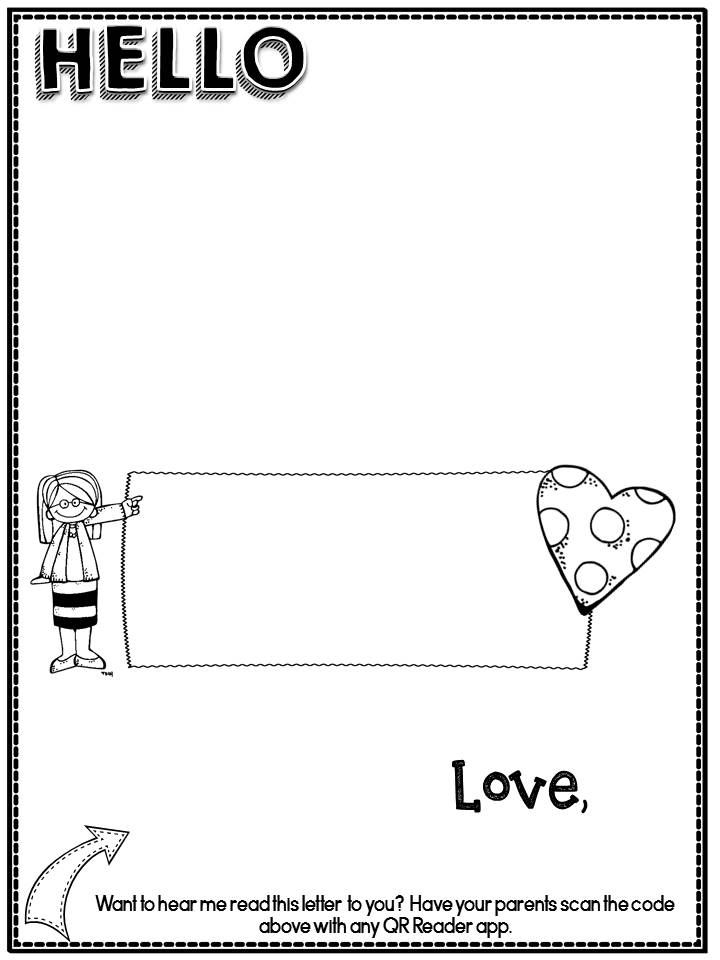 HELLO
Love,
Want to hear me read this letter to you? Have your parents scan the code
above with any QR Reader app.